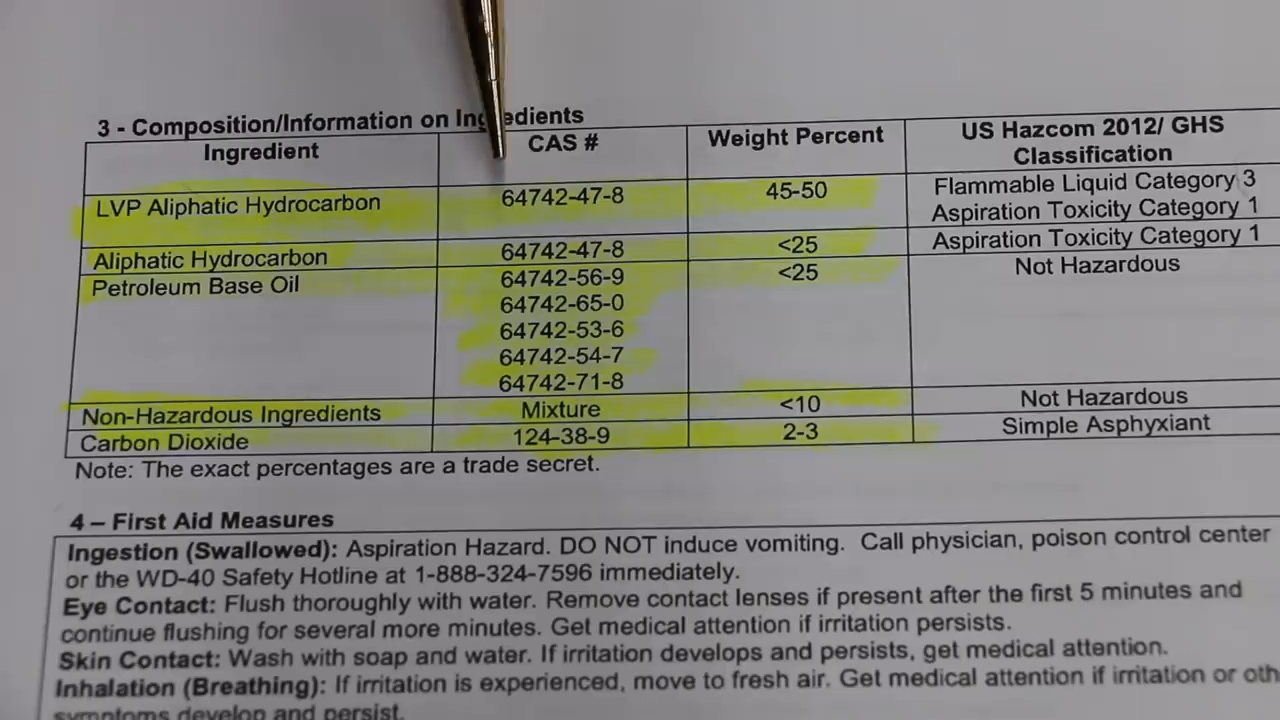 3 - Composition/Information on Ingredients
Ingredient CAS # Weight Percent US Hazcom 2012/ GHS
Classification
LVP Aliphatic Hydrocarbon 64742-47-8 45-50 Flammable Liquid Category 3
Aspiration Toxicity Category 1
Aliphatic Hydrocarbon 64742-47-8 <25 Aspiration Toxicity Category 1
Petroleum Base Oil 64742-56-9 <25 Not Hazardous
64742-65-0
64742-53-6
64742-54-7
64742-71-8
Non-Hazardous Ingredients Mixture <10 Not Hazardous
Carbon Dioxide 124-38-9 2-3 Simple Asphyxiant
Note: The exact percentages are a trade secret.
4 – First Aid Measures
Ingestion (Swallowed): Aspiration Hazard. DO NOT induce vomiting. Call physician, poison control center
or the WD-40 Safety Hotline at 1-888-324-7596 immediately.
Eye Contact: Flush thoroughly with water. Remove contact lenses if present after the first 5 minutes and
continue flushing for several more minutes. Get medical attention if irritation persists.
Skin Contact: Wash with soap and water. If irritation develops and persists, get medical attention.
Inhalation (Breathing): If irritation is experienced, move to fresh air. Get medical attention if irritation or oth
symptoms develop and persist.